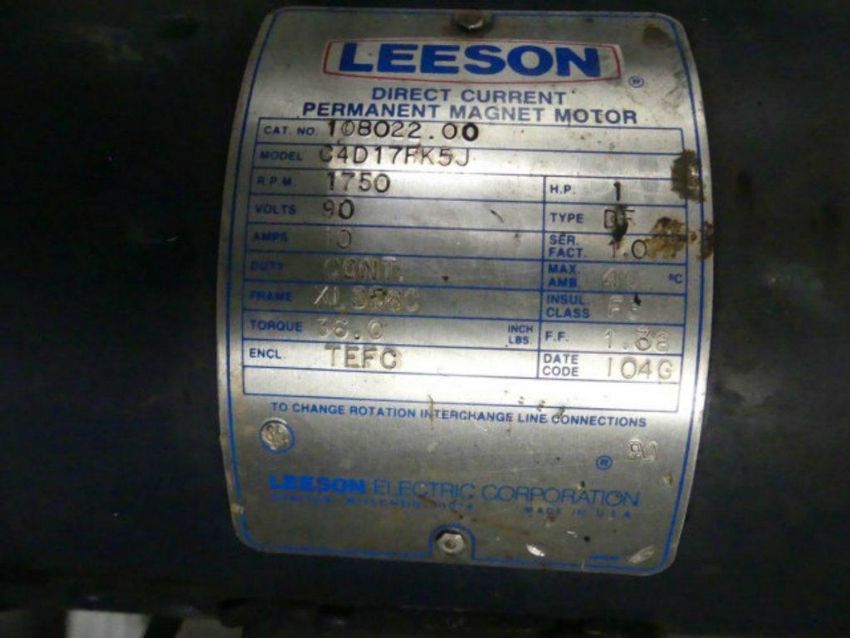 LEESON ®
DIRECT CURRENT
PERMANENT MAGNET MOTOR
CAT. NO. 108022.00
MODEL C4D17FK5J
R.P.M. 1750 H.P. 1
VOLTS 90 TYPE
AMPS 10 SER. FACT. 1.0
DUTY CONT. MAX. AMB. °C
FRAME INSUL. CLASS
TORQUE 36.0 INCH LBS. F.F.
ENCL. TEFC DATE CODE 104G
TO CHANGE ROTATION INTERCHANGE LINE CONNECTIONS
®
LEESON ELECTRIC CORPORATION
MADE IN U.S.A.